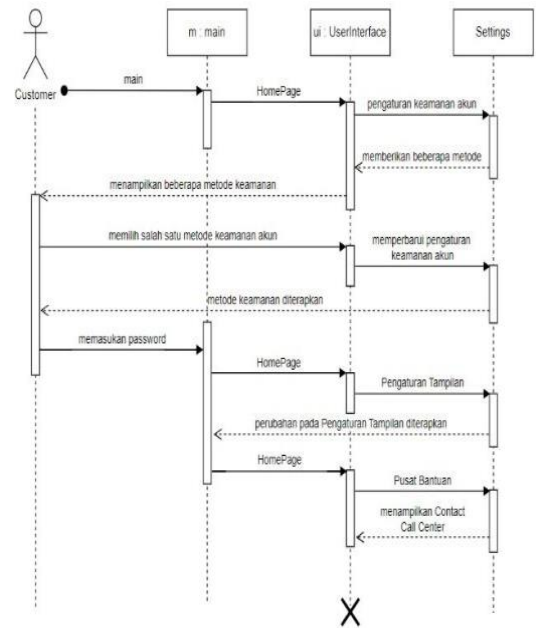 m : main
ui : UserInterface
Settings
Customer
main
HomePage
pengaturan keamanan akun
memberikan beberapa metode
menampilkan beberapa metode keamanan
memilih salah satu metode keamanan akun
memperbarui pengaturan
keamanan akun
metode keamanan diterapkan
memasukan password
HomePage
Pengaturan Tampilan
perubahan pada Pengaturan Tampilan diterapkan
HomePage
Pusat Bantuan
menampilkan Contact
Call Center